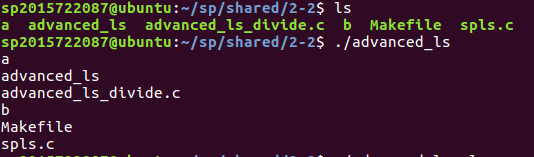 sp2015722087@ubuntu:~/sp/shared/2-2$ ls
a  advanced_ls  advanced_ls_divide.c  b  Makefile  spls.c
sp2015722087@ubuntu:~/sp/shared/2-2$ ./advanced_ls
a
advanced_ls
advanced_ls_divide.c
b
Makefile
spls.c